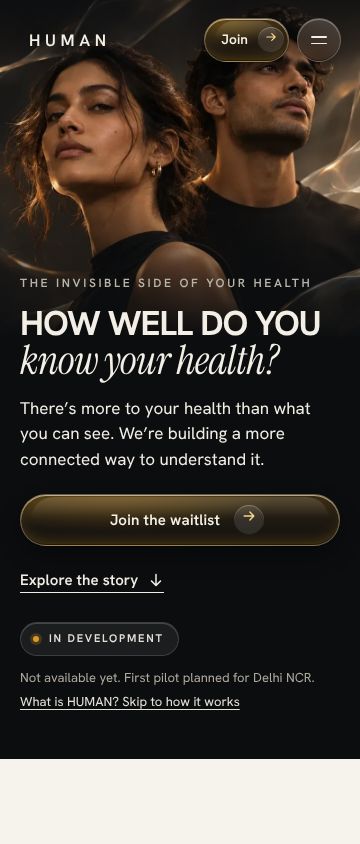 HUMAN
Join →
THE INVISIBLE SIDE OF YOUR HEALTH
HOW WELL DO YOU
know your health?
There’s more to your health than what
you can see. We’re building a more
connected way to understand it.
Join the waitlist →
Explore the story ↓
IN DEVELOPMENT
Not available yet. First pilot planned for Delhi NCR.
What is HUMAN? Skip to how it works